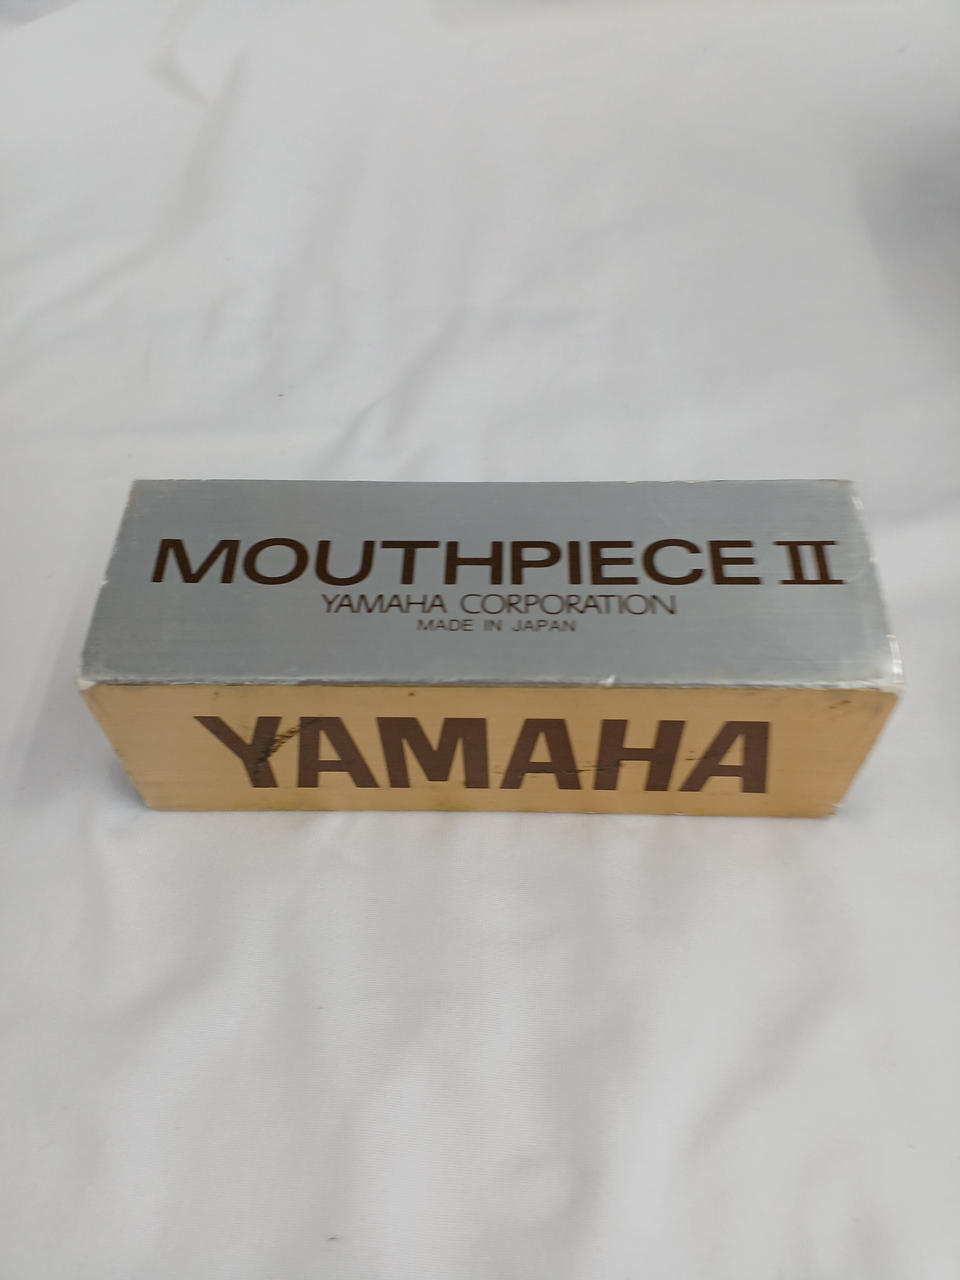 MOUTHPIECE II
YAMAHA CORPORATION
MADE IN JAPAN
YAMAHA